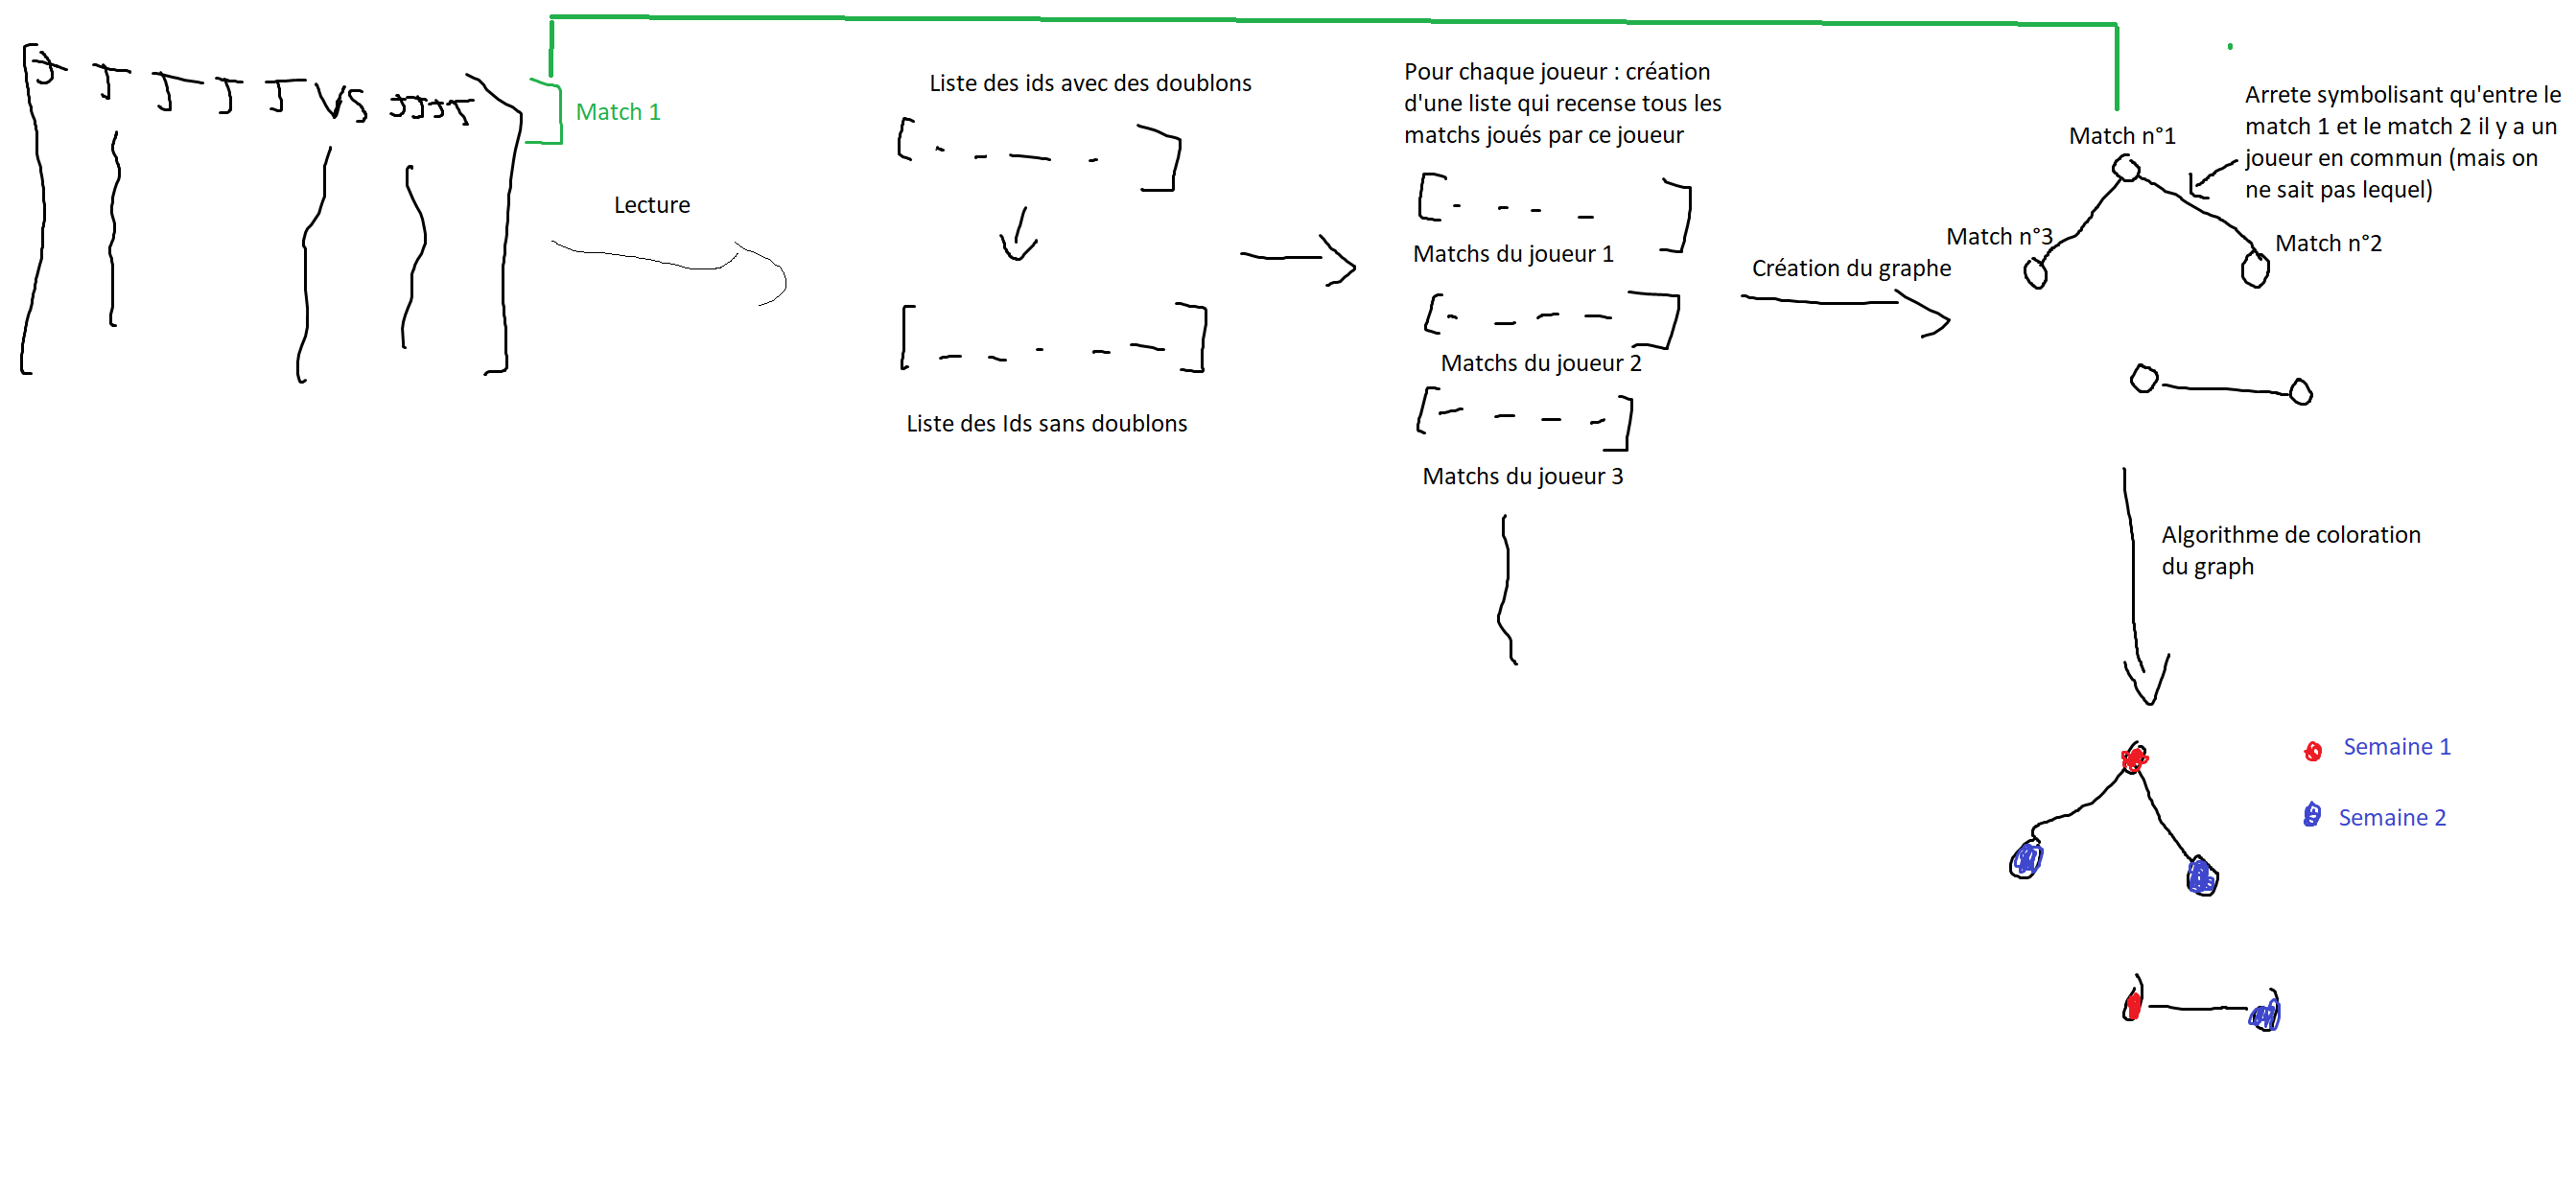 J J J J J VS JJJJ
Match 1
Lecture
Liste des ids avec des doublons
Liste des Ids sans doublons
Pour chaque joueur : création
d'une liste qui recense tous les
matchs joués par ce joueur
Matchs du joueur 1
Matchs du joueur 2
Matchs du joueur 3
Création du graphe
Match n°1
Match n°3
Match n°2
Arrete symbolisant qu'entre le
match 1 et le match 2 il y a un
joueur en commun (mais on
ne sait pas lequel)
Algorithme de coloration
du graph
Semaine 1
Semaine 2